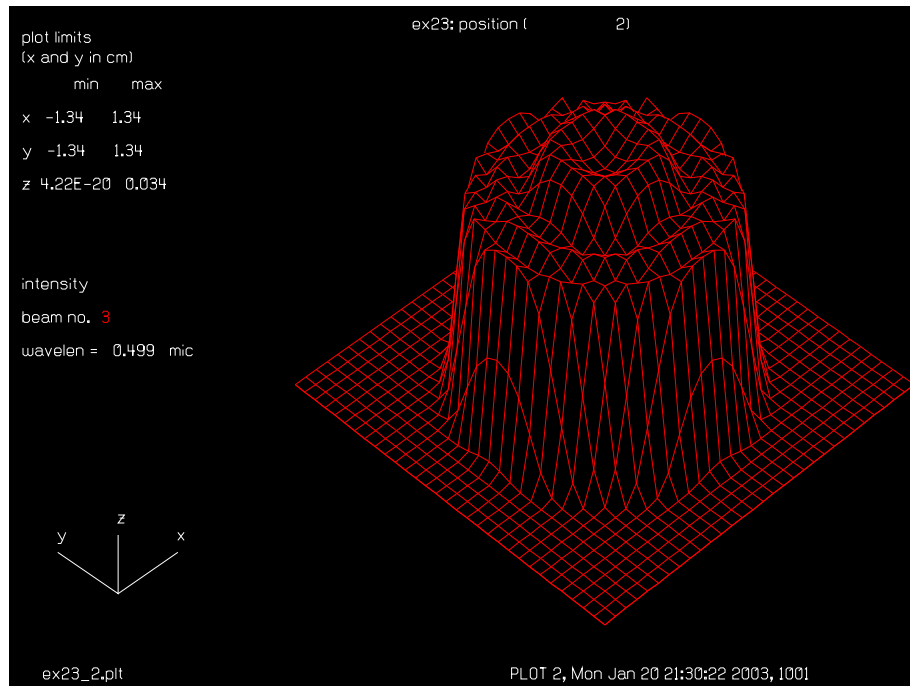 ex23: position ( 2)
plot limits
(x and y in cm)
min max
x -1.34 1.34
y -1.34 1.34
z 4.22E-20 0.034
intensity
beam no. 3
wavelen = 0.499 mic
z
y x
ex23_2.plt PLOT 2, Mon Jan 20 21:30:22 2003, 1001